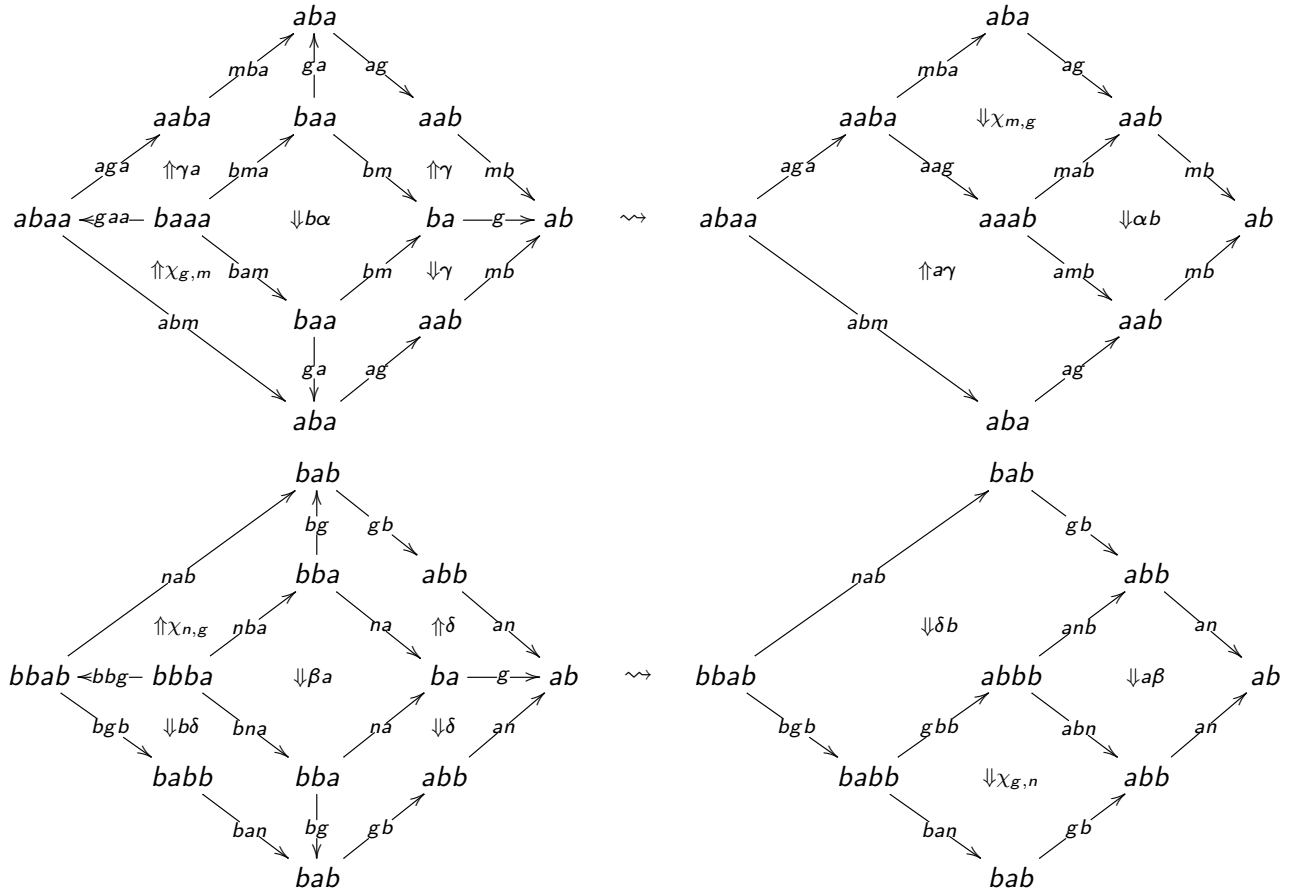 aba aba
mba ga ag mba ag
aaba baa aab aaba ⇓χm,g aab
aga ⇑γa bma bm ⇑γ mb aga aag mab mb
abaa gaa baaa ⇓bα ba g ab ⇝ abaa aaab ⇓αb ab
⇑χg,m bam bm ⇓γ mb ⇑aγ amb mb
abm baa aab abm aab
ga ag ag
aba aba
bab bab
bg gb gb
nab bba abb nab abb
⇑χn,g nba na ⇑δ an ⇓δb anb an
bbab bbg bbba ⇓βa ba g ab ⇝ bbab abbb ⇓aβ ab
bgb ⇓bδ bna na ⇓δ an bgb gbb abn an
babb bba abb babb ⇓χg,n abb
ban bg gb ban gb
bab bab